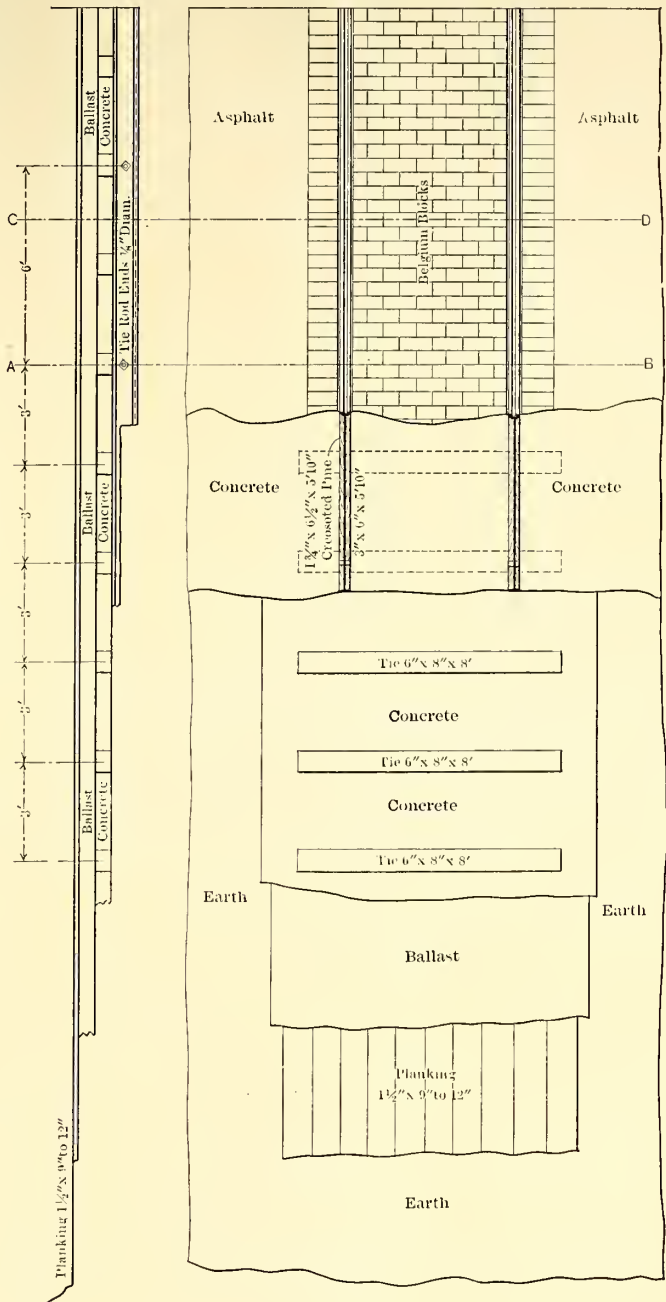 Ballast
Concrete
Asphalt
Asphalt
Belgium Blocks
Tie Rod Ends ¾" Diam.
C
D
6'
A
B
3'
3'
3'
3'
3'
Ballast
Concrete
Concrete
1¾" x 6½" x 5'10"
Creosoted Pine
3" x 6" x 5'10"
Concrete
Tie 6" x 8" x 8'
Concrete
Tie 6" x 8" x 8'
Concrete
Tie 6" x 8" x 8'
Ballast
Concrete
Earth
Earth
Ballast
Planking
1½" x 9" to 12"
Planking 1½" x 9" to 12"
Earth